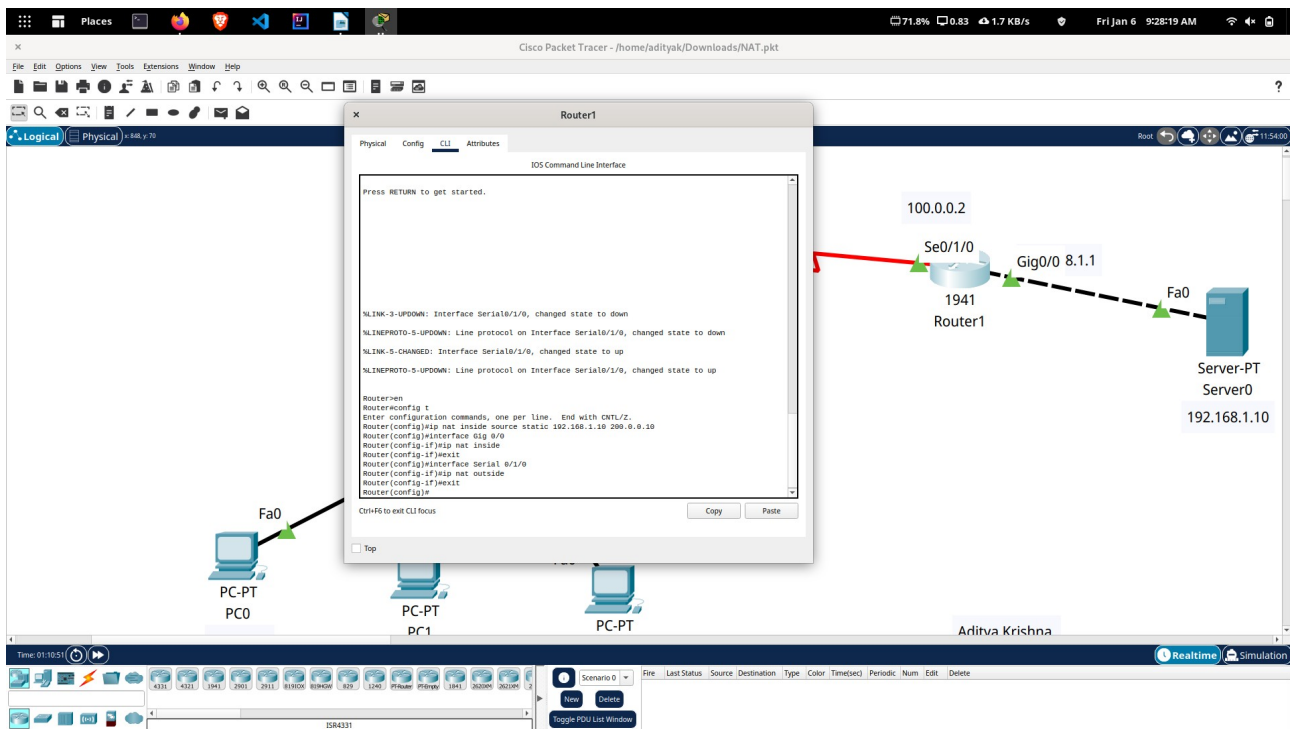 Places
71.8% 0.83 1.7 KB/s
Fri Jan 6 9:28:19 AM
Cisco Packet Tracer - /home/adityak/Downloads/NAT.pkt
File Edit Options View Tools Extensions Window Help
?
Logical Physical x: 848, y: 70
Root 11:54:00
Router1
Physical Config CLI Attributes
IOS Command Line Interface
Press RETURN to get started.
%LINK-3-UPDOWN: Interface Serial0/1/0, changed state to down
%LINEPROTO-5-UPDOWN: Line protocol on Interface Serial0/1/0, changed state to down
%LINK-5-CHANGED: Interface Serial0/1/0, changed state to up
%LINEPROTO-5-UPDOWN: Line protocol on Interface Serial0/1/0, changed state to up
Router>en
Router#config t
Enter configuration commands, one per line. End with CNTL/Z.
Router(config)#ip nat inside source static 192.168.1.10 200.0.0.10
Router(config)#interface Gig 0/0
Router(config-if)#ip nat inside
Router(config-if)#exit
Router(config)#interface Serial 0/1/0
Router(config-if)#ip nat outside
Router(config-if)#exit
Router(config)#
Ctrl+F6 to exit CLI focus
Copy Paste
Top
100.0.0.2
Se0/1/0
Gig0/0 8.1.1
1941
Router1
Fa0
Server-PT
Server0
192.168.1.10
Fa0
PC-PT
PC0
PC-PT
PC1
PC-PT
Aditya Krishna
Time: 01:10:51
Realtime Simulation
4331 4321 1941 2901 2911 819IOX 819HGW 829 1240 PT-Router PT-Empty 1841 2620XM 2621XM
ISR4331
Scenario 0
New Delete
Toggle PDU List Window
Fire Last Status Source Destination Type Color Time(sec) Periodic Num Edit Delete